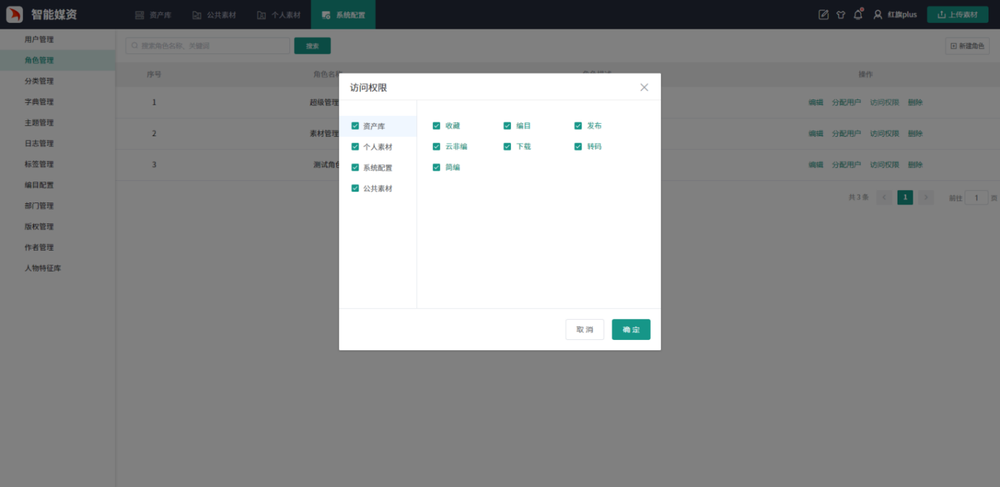 智能媒资 资产库 公共素材 个人素材 系统配置 红旗plus 上传素材
用户管理
角色管理
分类管理
字典管理
主题管理
日志管理
标签管理
编目配置
部门管理
版权管理
作者管理
人物特征库
搜索角色名称、关键词 搜索 新建角色
序号 角色名称 角色描述 操作
1 超级管理 编辑 分配用户 访问权限 删除
2 素材管理 编辑 分配用户 访问权限 删除
3 测试角色 编辑 分配用户 访问权限 删除
共 3 条 1 前往 1 页
访问权限
资产库
个人素材
系统配置
公共素材
收藏 编目 发布
云非编 下载 转码
简编
取消 确定